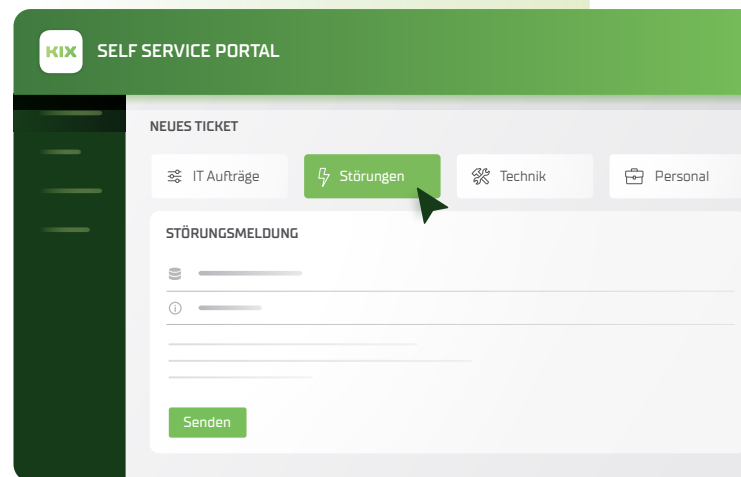 KIX SELF SERVICE PORTAL
NEUES TICKET
IT Aufträge Störungen Technik Personal
STÖRUNGSMELDUNG
Senden